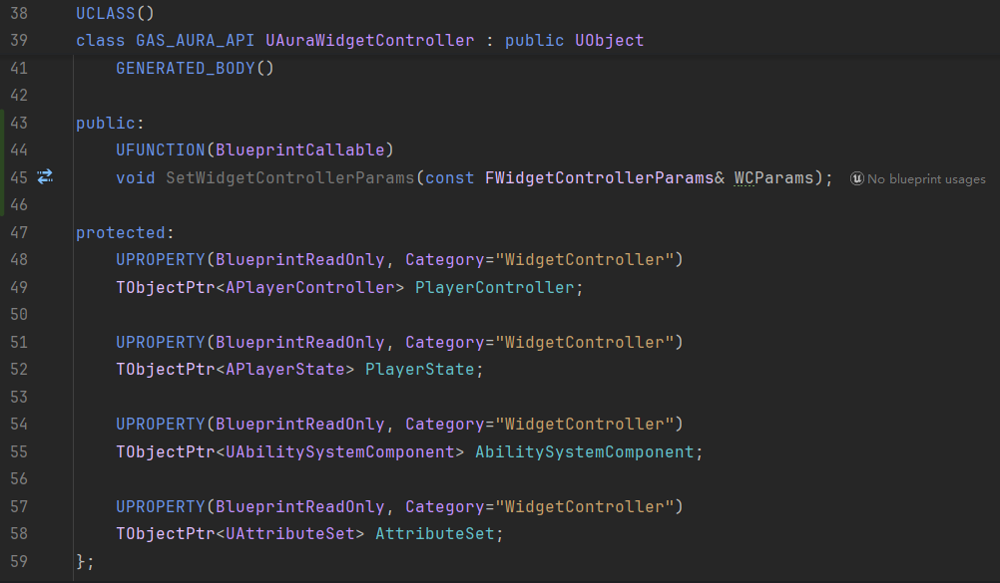 38 UCLASS()
39 class GAS_AURA_API UAuraWidgetController : public UObject
41 GENERATED_BODY()
42
43 public:
44 UFUNCTION(BlueprintCallable)
45 void SetWidgetControllerParams(const FWidgetControllerParams& WCParams); No blueprint usages
46
47 protected:
48 UPROPERTY(BlueprintReadOnly, Category="WidgetController")
49 TObjectPtr<APlayerController> PlayerController;
50
51 UPROPERTY(BlueprintReadOnly, Category="WidgetController")
52 TObjectPtr<APlayerState> PlayerState;
53
54 UPROPERTY(BlueprintReadOnly, Category="WidgetController")
55 TObjectPtr<UAbilitySystemComponent> AbilitySystemComponent;
56
57 UPROPERTY(BlueprintReadOnly, Category="WidgetController")
58 TObjectPtr<UAttributeSet> AttributeSet;
59 };